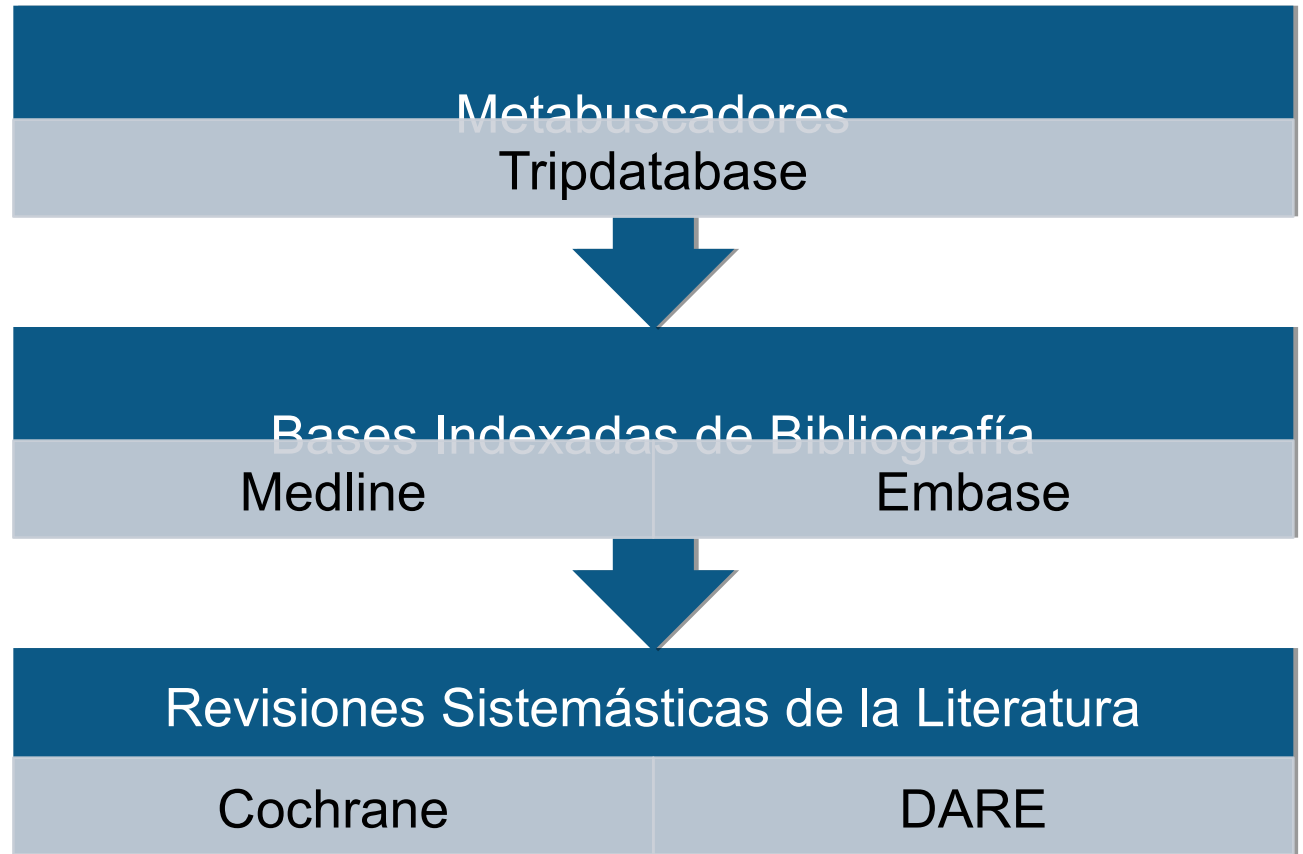 Metabuscadores
Tripdatabase
Bases Indexadas de Bibliografía
Medline
Embase
Revisiones Sistemásticas de la Literatura
Cochrane
DARE